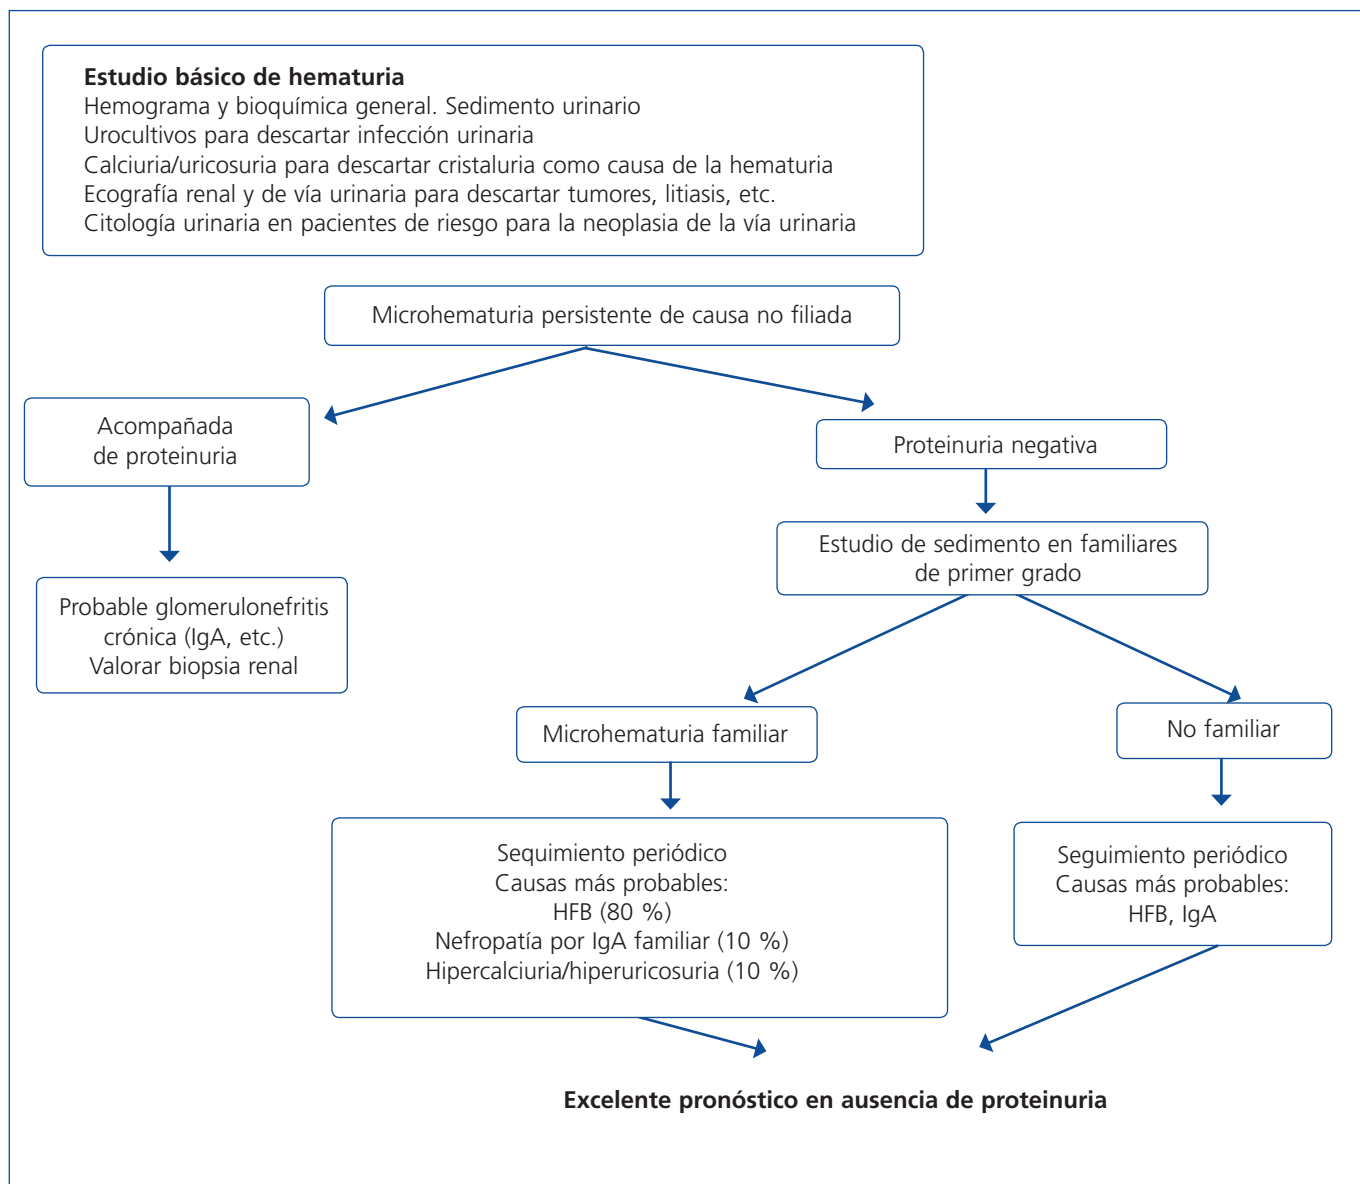 Estudio básico de hematuria
Hemograma y bioquímica general. Sedimento urinario
Urocultivos para descartar infección urinaria
Calciuria/uricosuria para descartar cristaluria como causa de la hematuria
Ecografía renal y de vía urinaria para descartar tumores, litiasis, etc.
Citología urinaria en pacientes de riesgo para la neoplasia de la vía urinaria
Microhematuria persistente de causa no filiada
Acompañada
de proteinuria
Proteinuria negativa
Estudio de sedimento en familiares
de primer grado
Probable glomerulonefritis
crónica (IgA, etc.)
Valorar biopsia renal
Microhematuria familiar
No familiar
Sequimiento periódico
Causas más probables:
HFB (80 %)
Nefropatía por IgA familiar (10 %)
Hipercalciuria/hiperuricosuria (10 %)
Seguimiento periódico
Causas más probables:
HFB, IgA
Excelente pronóstico en ausencia de proteinuria